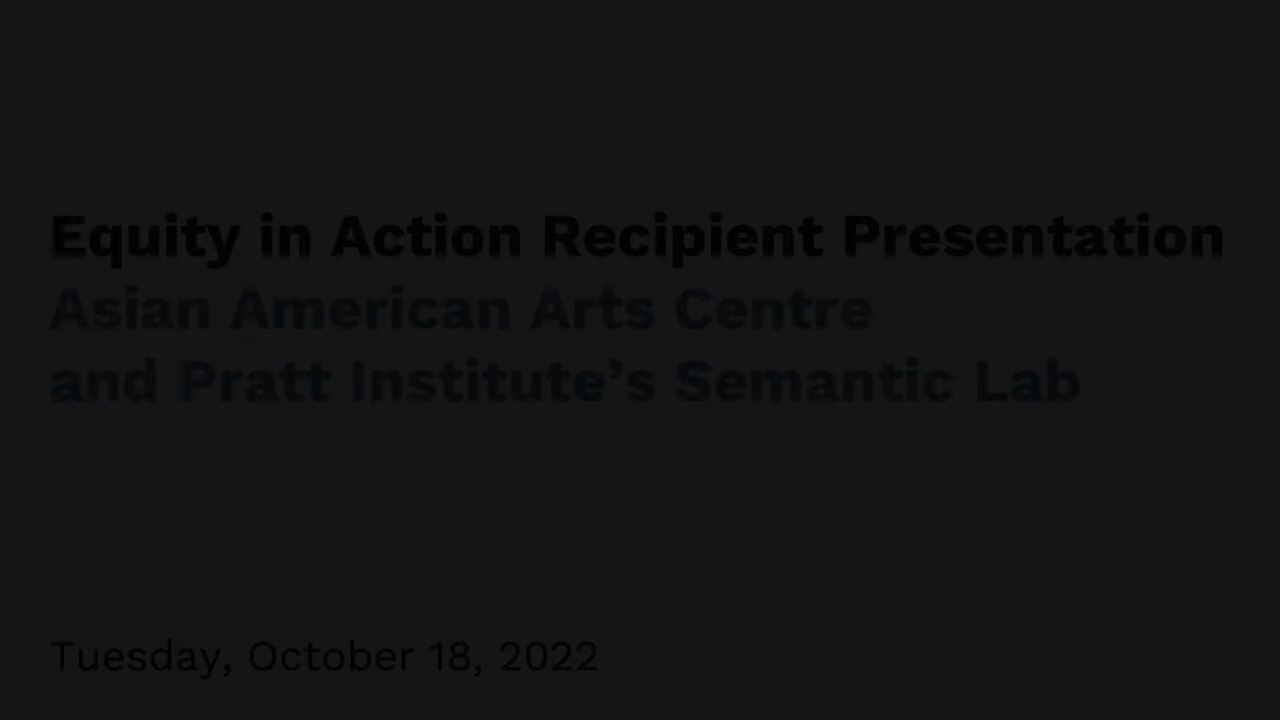 Equity in Action Recipient Presentation
Asian American Arts Centre
and Pratt Institute’s Semantic Lab
Tuesday, October 18, 2022